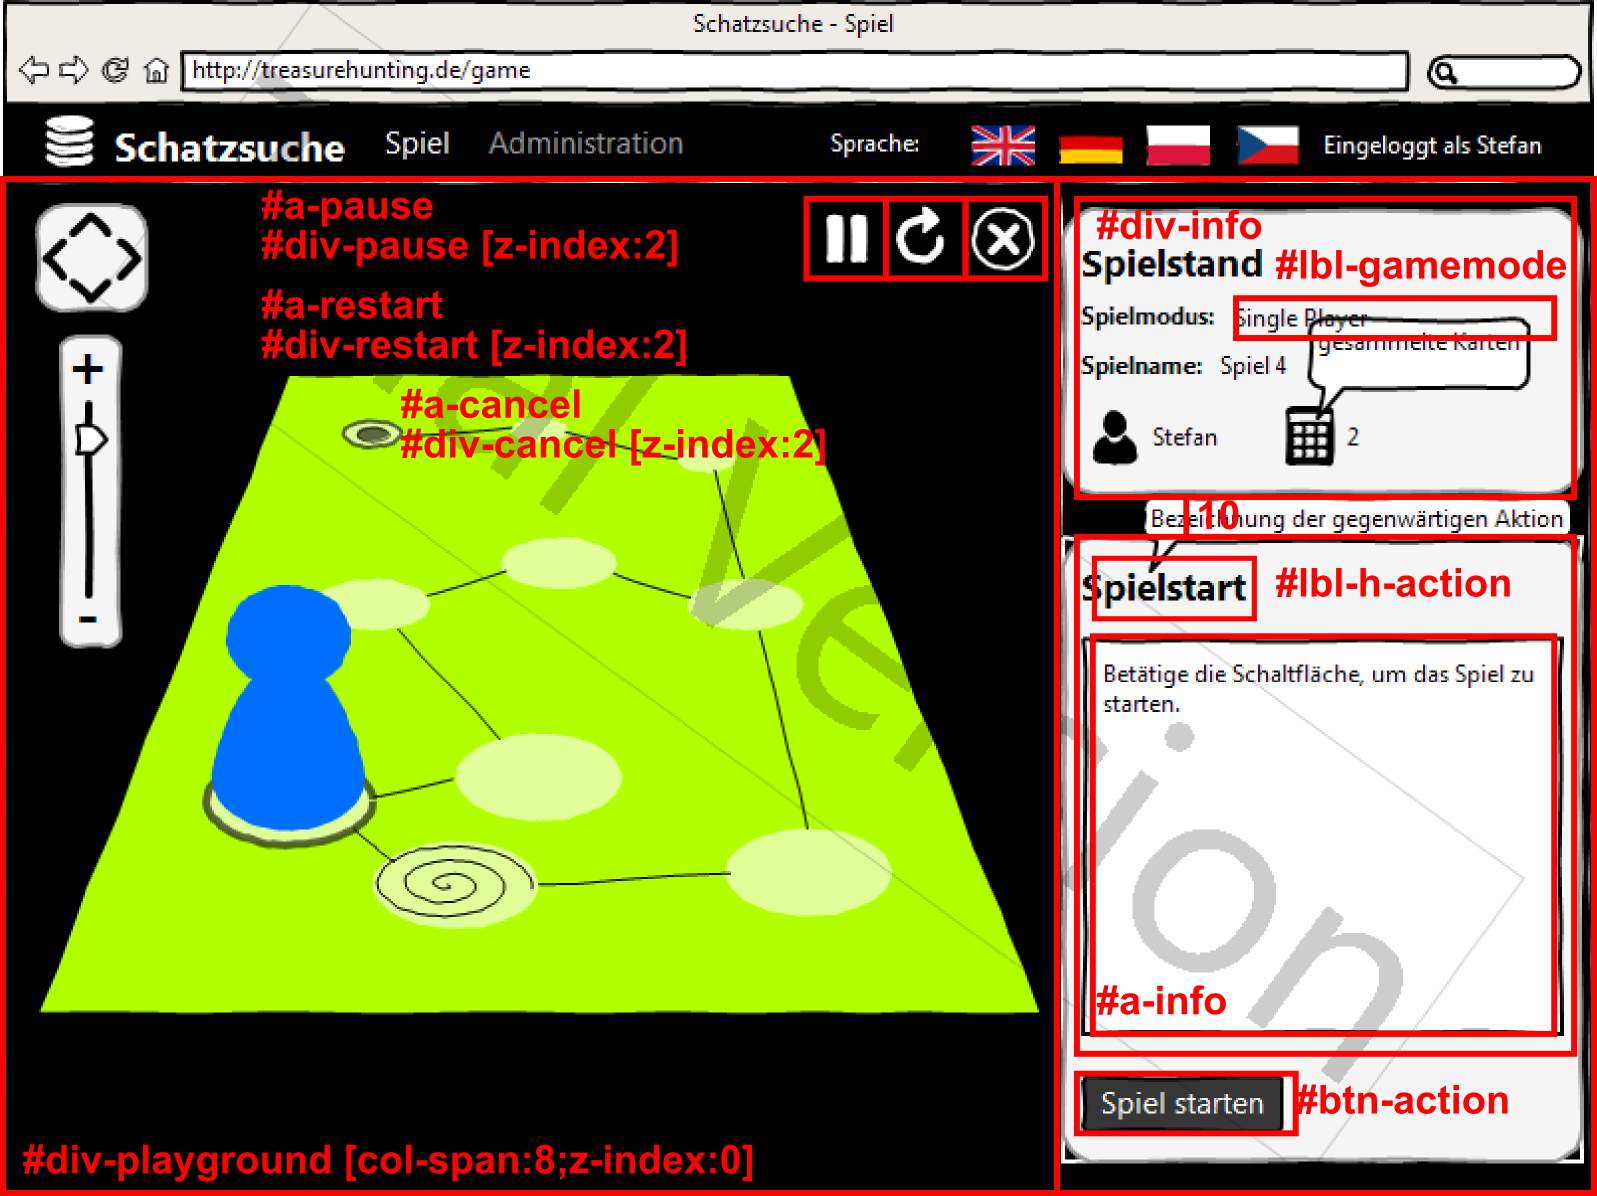 Schatzsuche - Spiel
http://treasurehunting.de/game
Schatzsuche Spiel Administration Sprache: Eingeloggt als Stefan
#a-pause
#div-pause [z-index:2]
#a-restart
#div-restart [z-index:2]
#a-cancel
#div-cancel [z-index:2]
+
-
#div-playground [col-span:8;z-index:0]
#div-info
Spielstand #lbl-gamemode
Spielmodus: Single Player
gesammelte Karten
Spielname: Spiel 4
Stefan 2
10
Bezeichnung der gegenwärtigen Aktion
Spielstart #lbl-h-action
Betätige die Schaltfläche, um das Spiel zu
starten.
#a-info
Spiel starten #btn-action